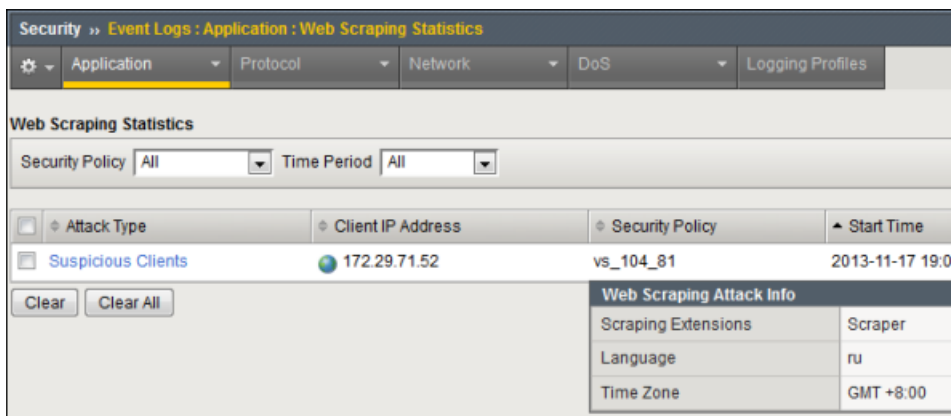 Security » Event Logs : Application : Web Scraping Statistics
Application Protocol Network DoS Logging Profiles
Web Scraping Statistics
Security Policy All Time Period All
Attack Type Client IP Address Security Policy Start Time
Suspicious Clients 172.29.71.52 vs_104_81 2013-11-17 19:0
Clear Clear All
Web Scraping Attack Info
Scraping Extensions Scraper
Language ru
Time Zone GMT +8:00